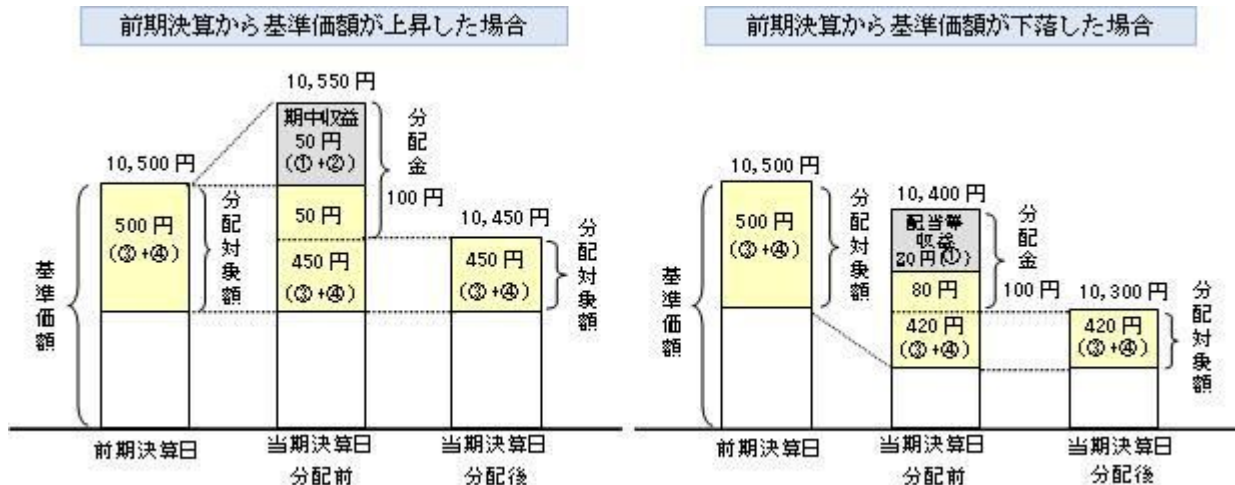 前期決算から基準価額が上昇した場合
10,550円
期中収益
50円
(①+②)
分配金
10,500円
100円
500円
(③+④)
分配対象額
50円
10,450円
450円
(③+④)
450円
(③+④)
分配対象額
基準価額
前期決算日
当期決算日
分配前
当期決算日
分配後
前期決算から基準価額が下落した場合
10,500円
500円
(③+④)
分配対象額
10,400円
配当等
収益
20円(①)
分配金
80円
100円
10,300円
420円
(③+④)
420円
(③+④)
分配対象額
基準価額
前期決算日
当期決算日
分配前
当期決算日
分配後